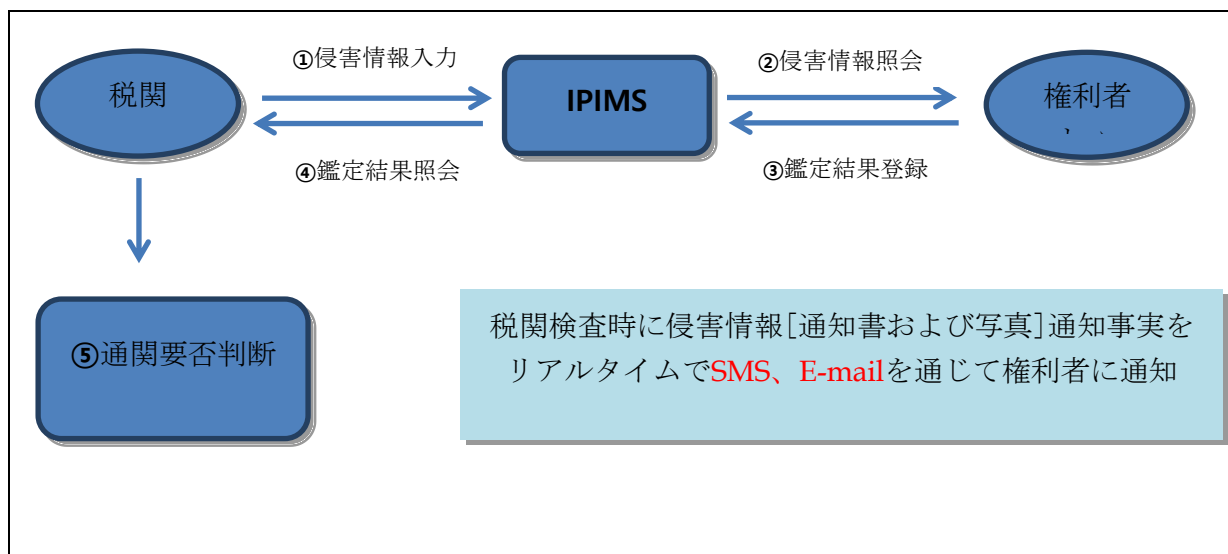 ①侵害情報入力
②侵害情報照会
税関
IPIMS
権利者
④鑑定結果照会
③鑑定結果登録
⑤通関要否判断
税関検査時に侵害情報[通知書および写真]通知事実を
リアルタイムでSMS、E-mailを通じて権利者に通知